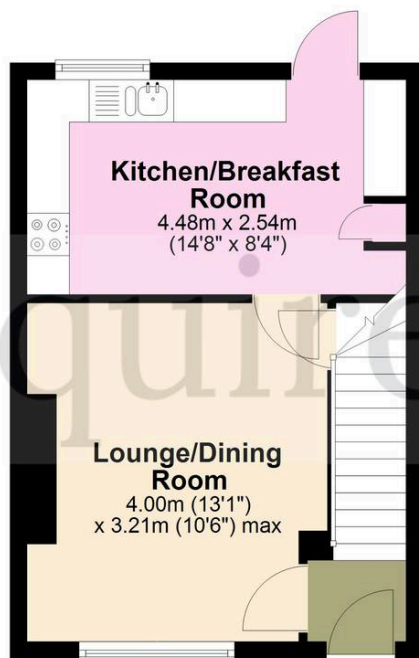 Kitchen/Breakfast
Room
4.48m x 2.54m
(14'8" x 8'4")
quire
Lounge/Dining
Room
4.00m (13'1")
x 3.21m (10'6") max